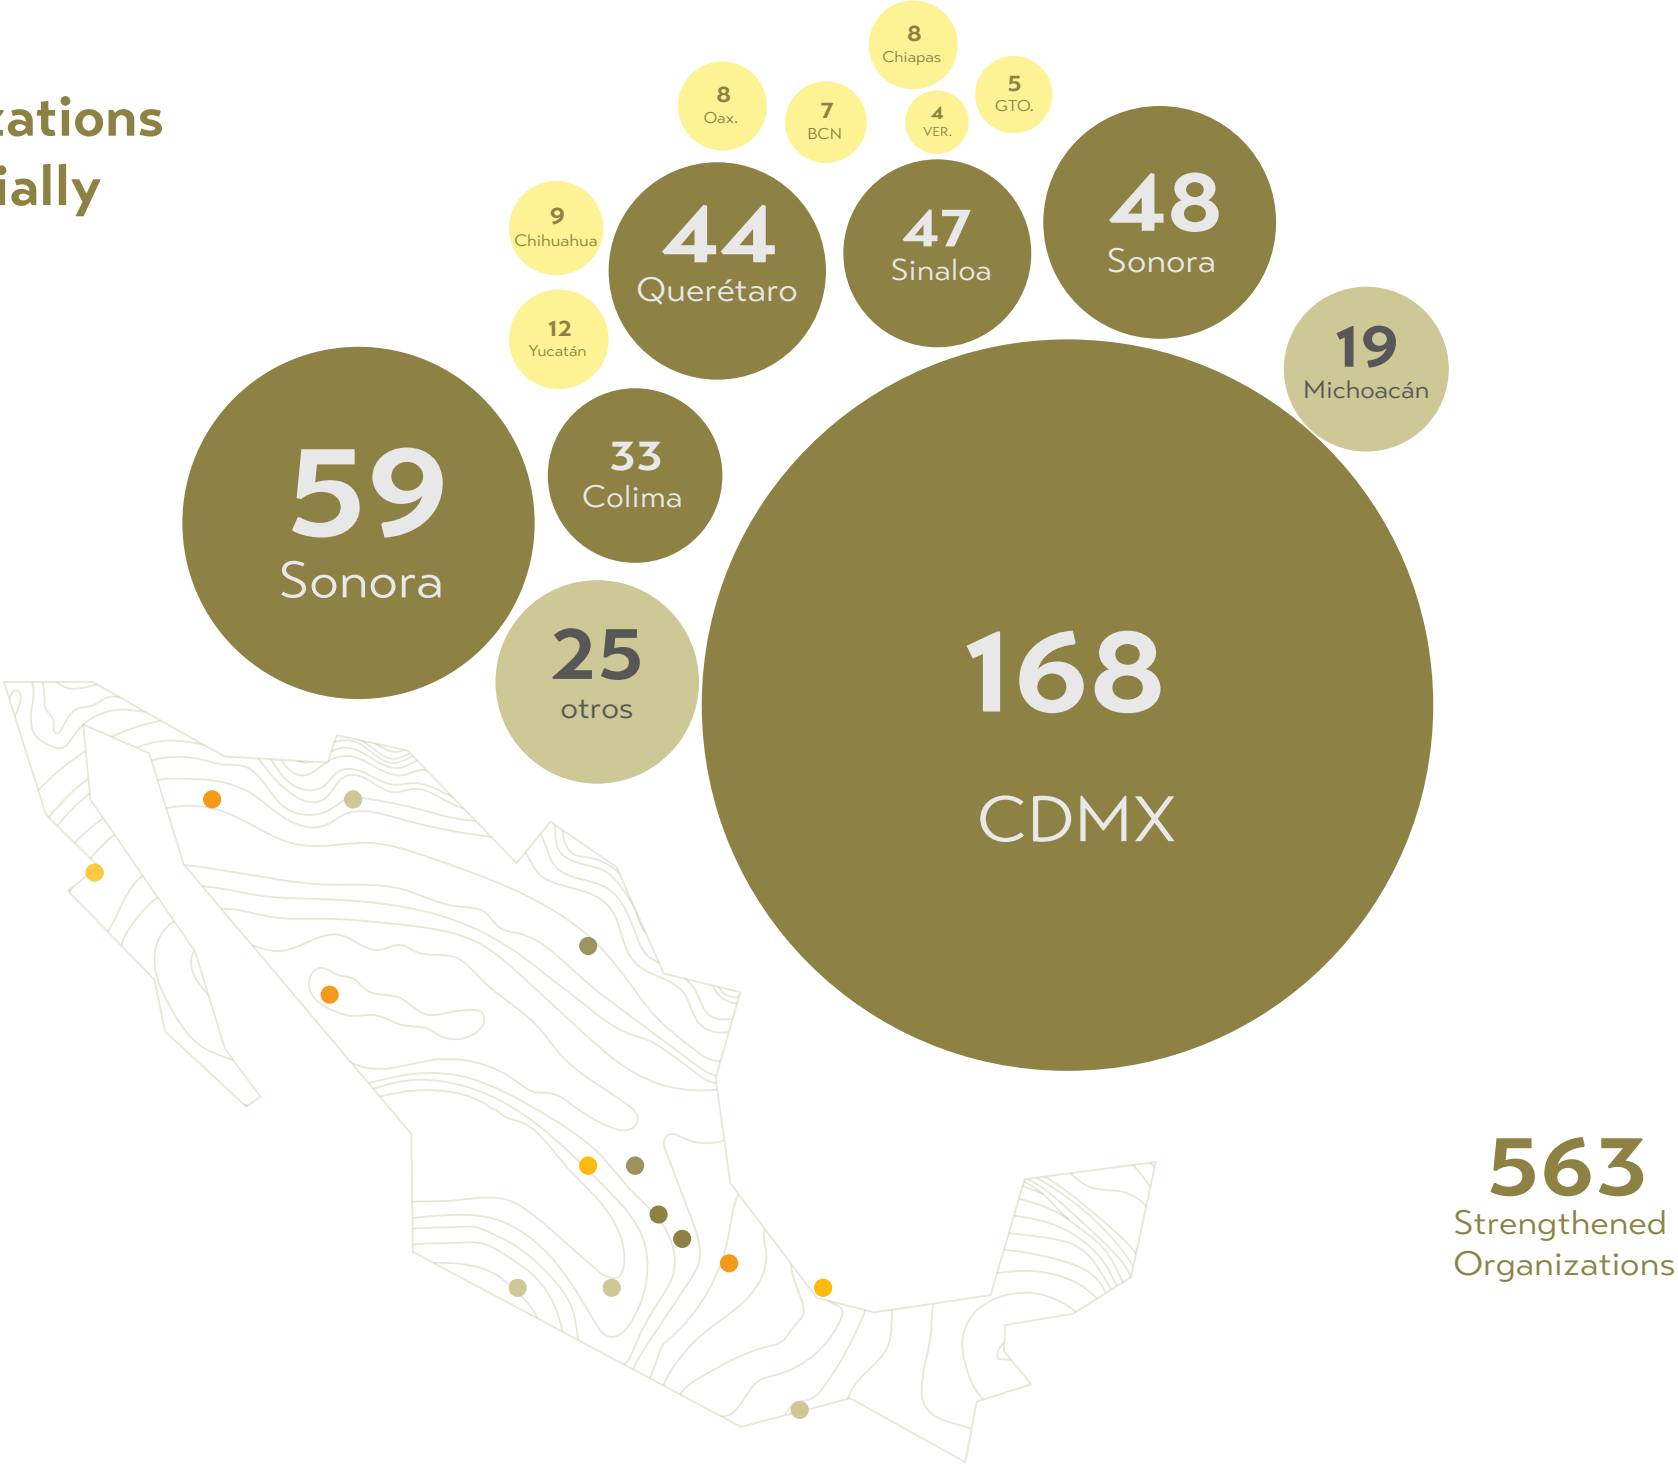 zations
ially
8
Chiapas
5
GTO.
8
Oax.
7
BCN
4
VER.
9
Chihuahua
44
Querétaro
47
Sinaloa
48
Sonora
12
Yucatán
19
Michoacán
59
Sonora
33
Colima
25
otros
168
CDMX
563
Strengthened
Organizations